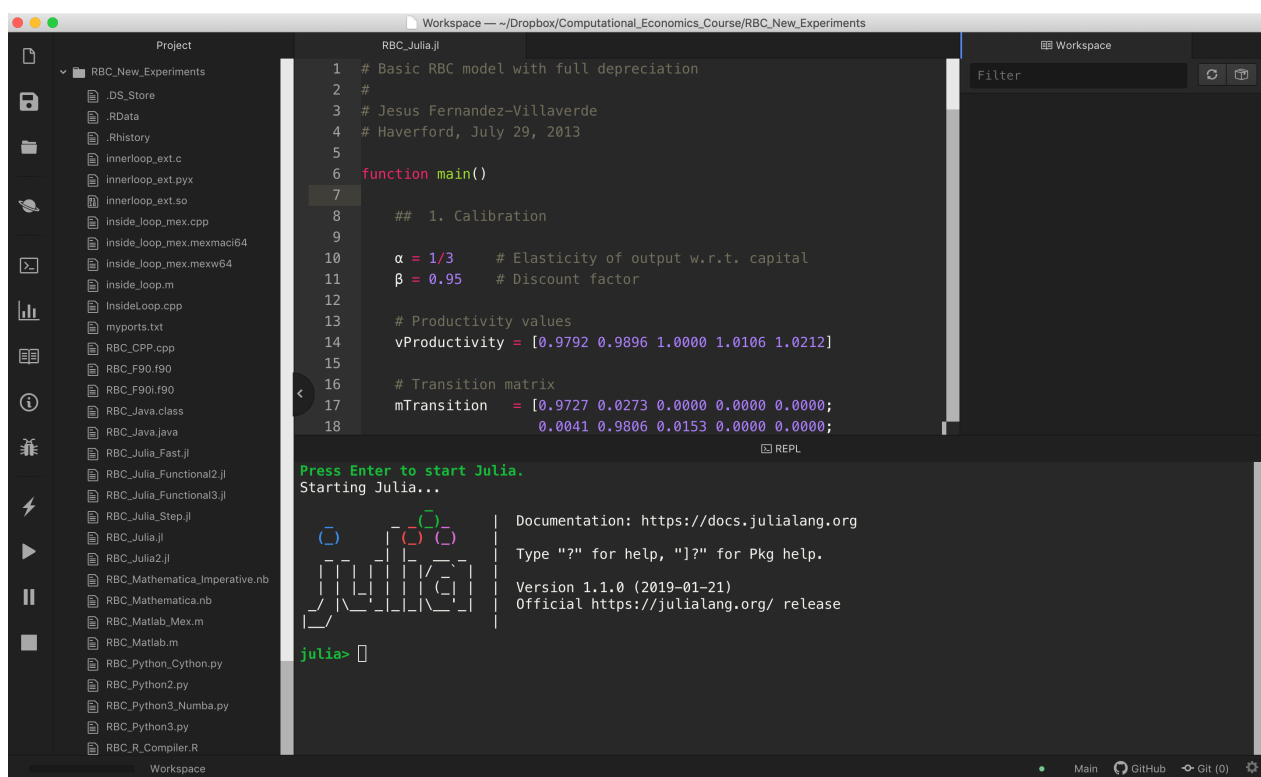 Workspace — ~/Dropbox/Computational_Economics_Course/RBC_New_Experiments
Project
RBC_New_Experiments
.DS_Store
.RData
.Rhistory
innerloop_ext.c
innerloop_ext.pyx
innerloop_ext.so
inside_loop_mex.cpp
inside_loop_mex.mexmaci64
inside_loop_mex.mexw64
inside_loop.m
InsideLoop.cpp
myports.txt
RBC_CPP.cpp
RBC_F90.f90
RBC_F90i.f90
RBC_Java.class
RBC_Java.java
RBC_Julia_Fast.jl
RBC_Julia_Functional2.jl
RBC_Julia_Functional3.jl
RBC_Julia_Step.jl
RBC_Julia.jl
RBC_Julia2.jl
RBC_Mathematica_Imperative.nb
RBC_Mathematica.nb
RBC_Matlab_Mex.m
RBC_Matlab.m
RBC_Python_Cython.py
RBC_Python2.py
RBC_Python3_Numba.py
RBC_Python3.py
RBC_R_Compiler.R
RBC_Julia.jl
1 # Basic RBC model with full depreciation
2 #
3 # Jesus Fernandez-Villaverde
4 # Haverford, July 29, 2013
5
6 function main()
7
8 ## 1. Calibration
9
10 α = 1/3 # Elasticity of output w.r.t. capital
11 β = 0.95 # Discount factor
12
13 # Productivity values
14 vProductivity = [0.9792 0.9896 1.0000 1.0106 1.0212]
15
16 # Transition matrix
17 mTransition = [0.9727 0.0273 0.0000 0.0000 0.0000;
18 0.0041 0.9806 0.0153 0.0000 0.0000;
Workspace
Filter
REPL
Press Enter to start Julia.
Starting Julia...
Documentation: https://docs.julialang.org
Type "?" for help, "]?" for Pkg help.
Version 1.1.0 (2019-01-21)
Official https://julialang.org/ release
julia>
Workspace
Main GitHub Git (0)